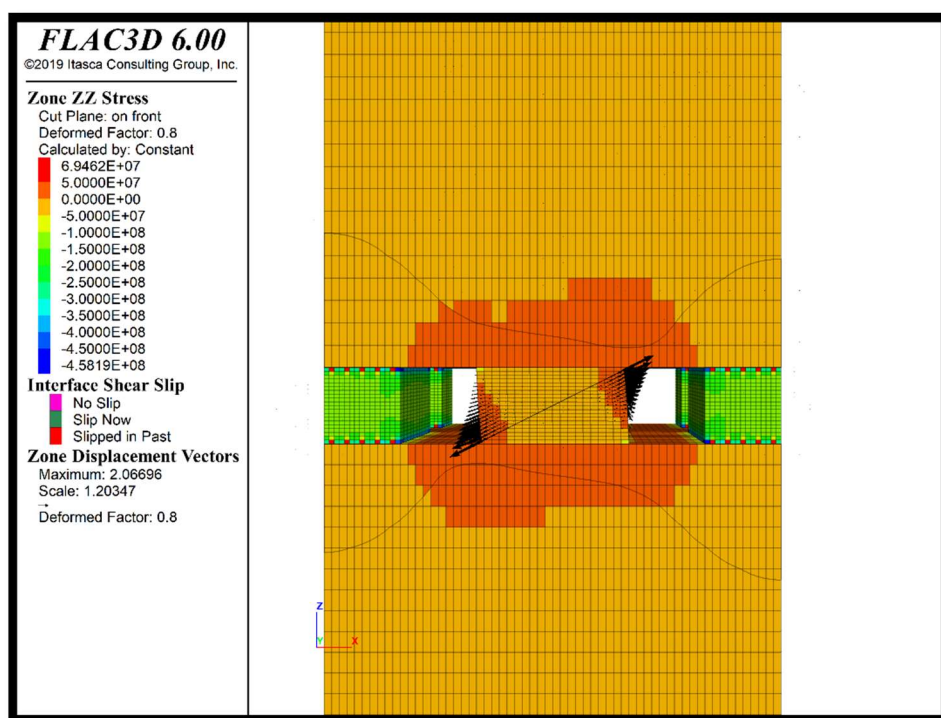 FLAC3D 6.00
©2019 Itasca Consulting Group, Inc.
Zone ZZ Stress
Cut Plane: on front
Deformed Factor: 0.8
Calculated by: Constant
6.9462E+07
5.0000E+07
0.0000E+00
-5.0000E+07
-1.0000E+08
-1.5000E+08
-2.0000E+08
-2.5000E+08
-3.0000E+08
-3.5000E+08
-4.0000E+08
-4.5000E+08
-4.5819E+08
Interface Shear Slip
No Slip
Slip Now
Slipped in Past
Zone Displacement Vectors
Maximum: 2.06696
Scale: 1.20347
Deformed Factor: 0.8
Z
Y X